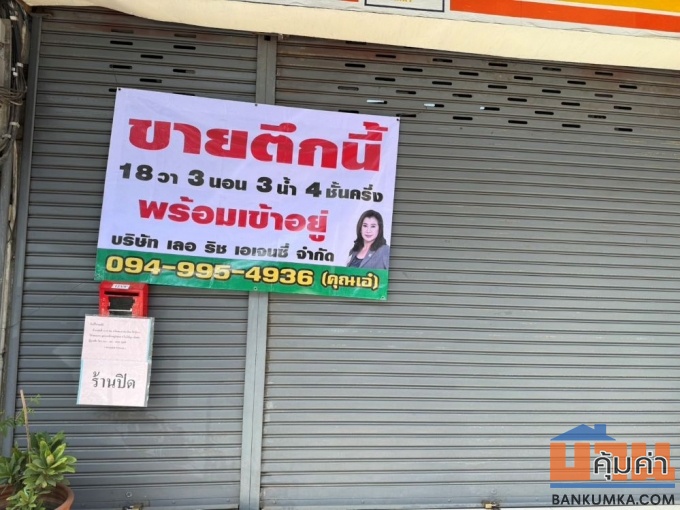 ขายตึกนี้
18 วา 3 นอน 3 น้ำ 4 ชั้นครึ่ง
พร้อมเข้าอยู่
บริษัท เลอ ริช เอเจนซี่ จำกัด
094-995-4936 (คุณเอ๋)
ร้านปิด
บ้านคุ้มค่า
BANKUMKA.COM